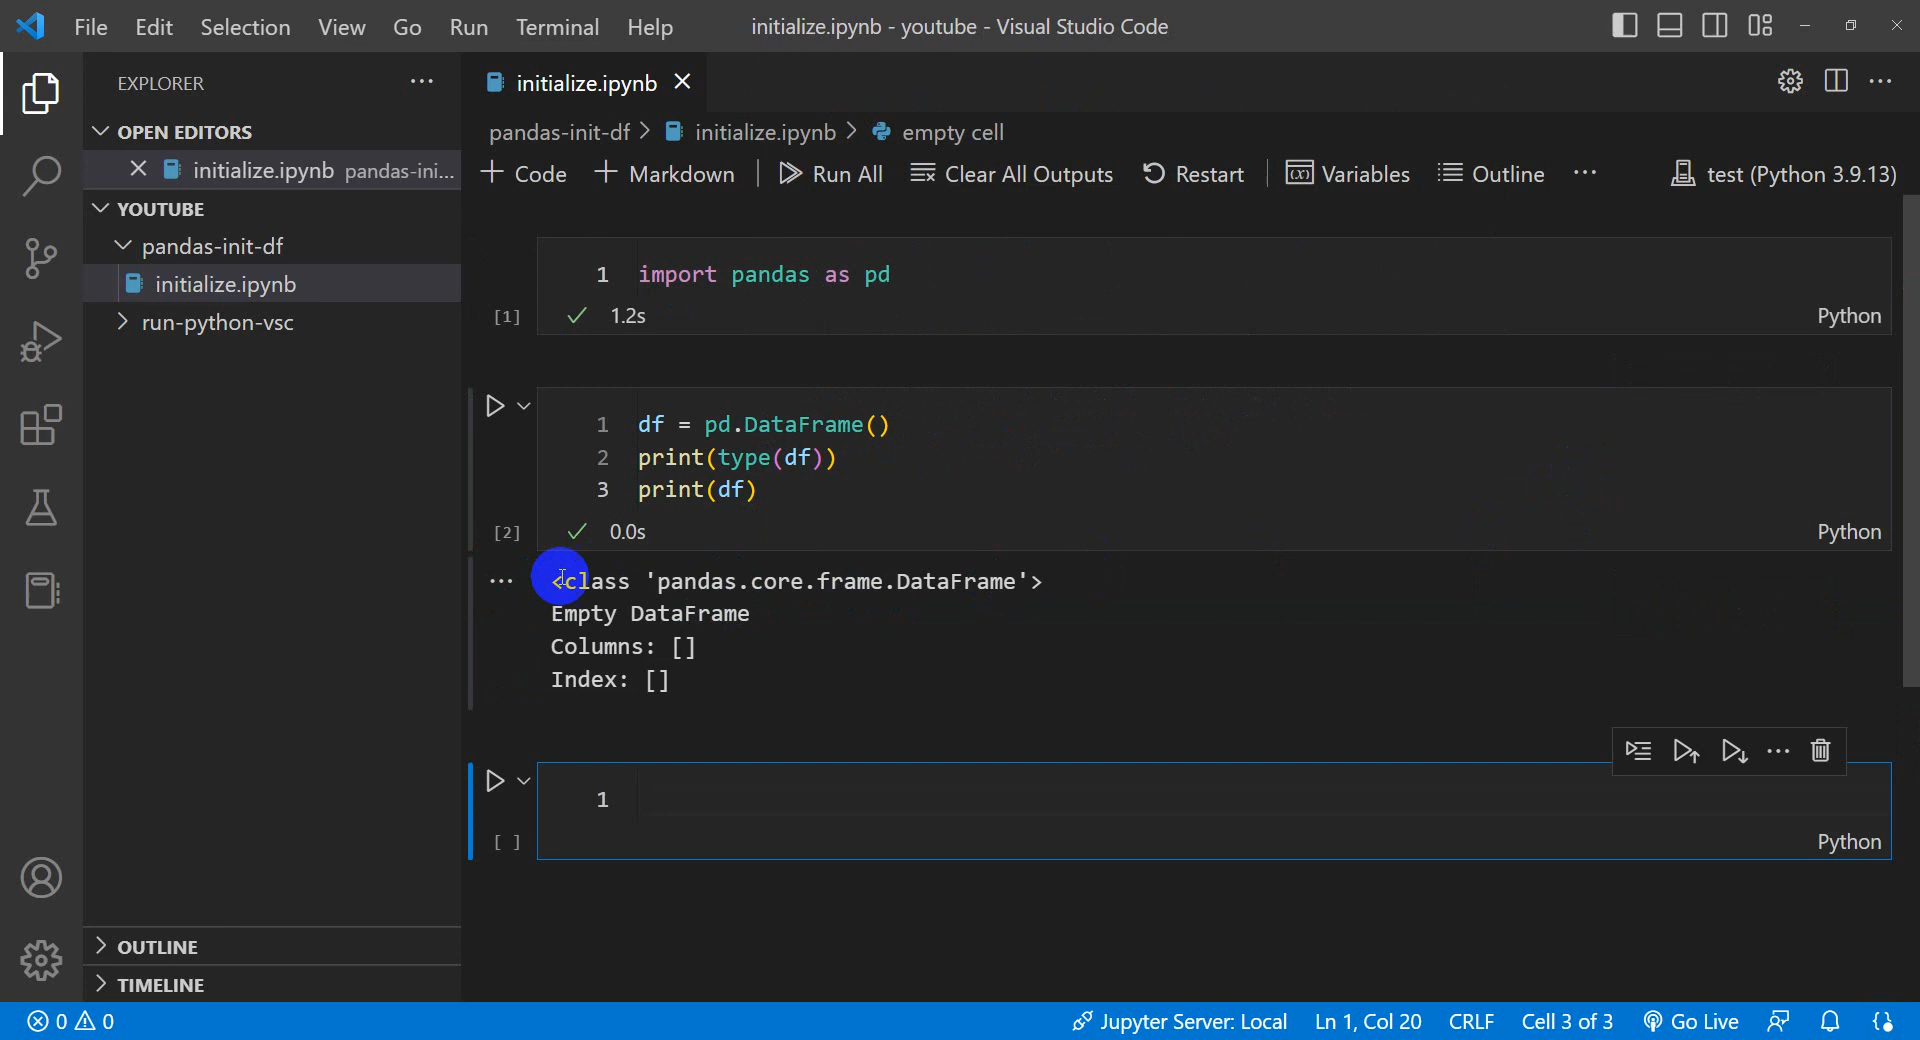 File Edit Selection View Go Run Terminal Help
initialize.ipynb - youtube - Visual Studio Code
EXPLORER
OPEN EDITORS
initialize.ipynb pandas-ini...
YOUTUBE
pandas-init-df
initialize.ipynb
run-python-vsc
OUTLINE
TIMELINE
initialize.ipynb
pandas-init-df > initialize.ipynb > empty cell
+ Code + Markdown | Run All Clear All Outputs Restart | Variables Outline ... test (Python 3.9.13)
1 import pandas as pd
[1] 1.2s Python
1 df = pd.DataFrame()
2 print(type(df))
3 print(df)
[2] 0.0s Python
<class 'pandas.core.frame.DataFrame'>
Empty DataFrame
Columns: []
Index: []
1
[ ] Python
0 0 Jupyter Server: Local Ln 1, Col 20 CRLF Cell 3 of 3 Go Live